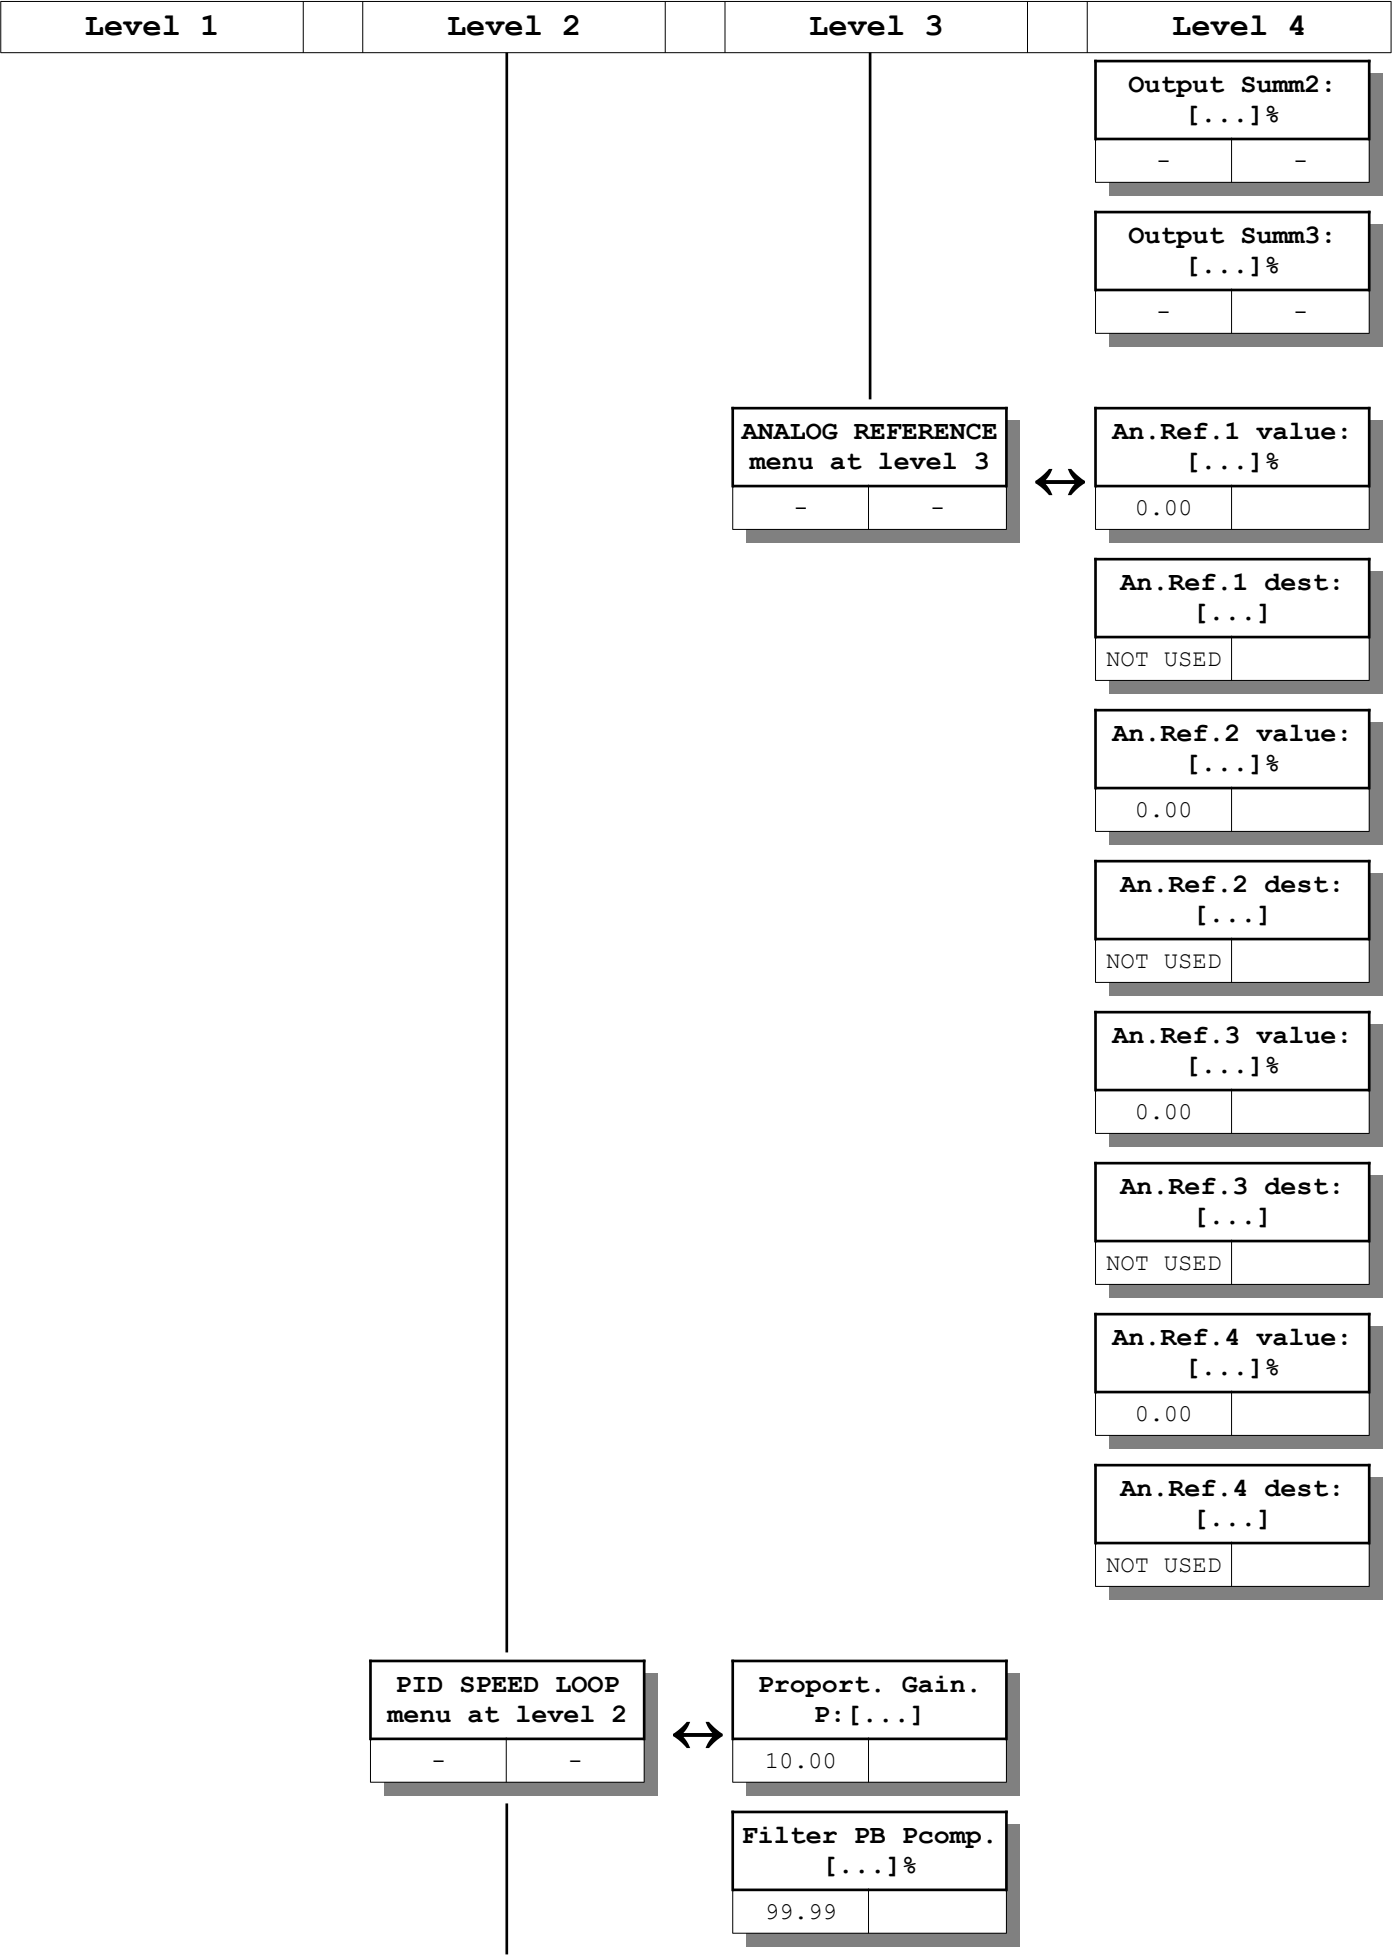 Level 1 Level 2 Level 3 Level 4
Output Summ2:
[...]%
- -
Output Summ3:
[...]%
- -
ANALOG REFERENCE
menu at level 3
- -
An.Ref.1 value:
[...]%
0.00
An.Ref.1 dest:
[...]
NOT USED
An.Ref.2 value:
[...]%
0.00
An.Ref.2 dest:
[...]
NOT USED
An.Ref.3 value:
[...]%
0.00
An.Ref.3 dest:
[...]
NOT USED
An.Ref.4 value:
[...]%
0.00
An.Ref.4 dest:
[...]
NOT USED
PID SPEED LOOP
menu at level 2
- -
Proport. Gain.
P:[...]
10.00
Filter PB Pcomp.
[...]%
99.99